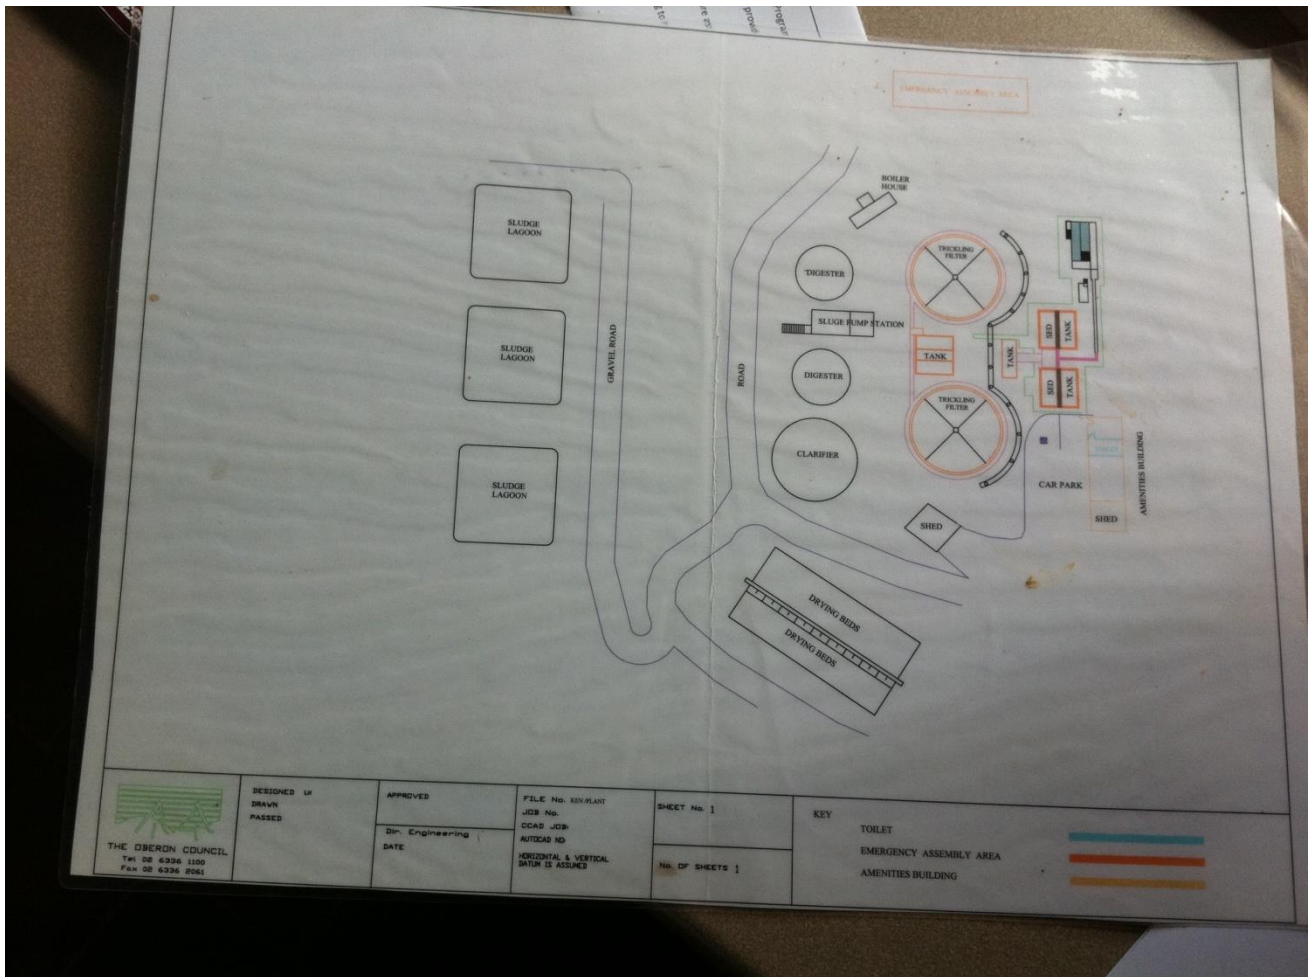 EMERGENCY ASSEMBLY AREA
BOILER
HOUSE
SLUDGE
LAGOON
TRICKLING
FILTER
DIGESTER
SLUGE PUMP STATION
SED
TANK
TANK
TANK
GRAVEL ROAD
SLUDGE
LAGOON
ROAD
DIGESTER
SED
TANK
TRICKLING
FILTER
CLARIFIER
SLUDGE
LAGOON
TOILET
CAR PARK
AMENITIES BUILDING
SHED
SHED
DRYING BEDS
DRYING BEDS
THE OBERON COUNCIL
Tel 02 6336 1100
Fax 02 6336 2061
DESIGNED
DRAWN
PASSED
APPROVED
Dir. Engineering
DATE
FILE No. KEN/PLANT
JOB No.
CCAD JOB:
AUTOCAD NO:
HORIZONTAL & VERTICAL
DATUM IS ASSUMED
SHEET No. 1
No. OF SHEETS 1
KEY
TOILET
EMERGENCY ASSEMBLY AREA
AMENITIES BUILDING